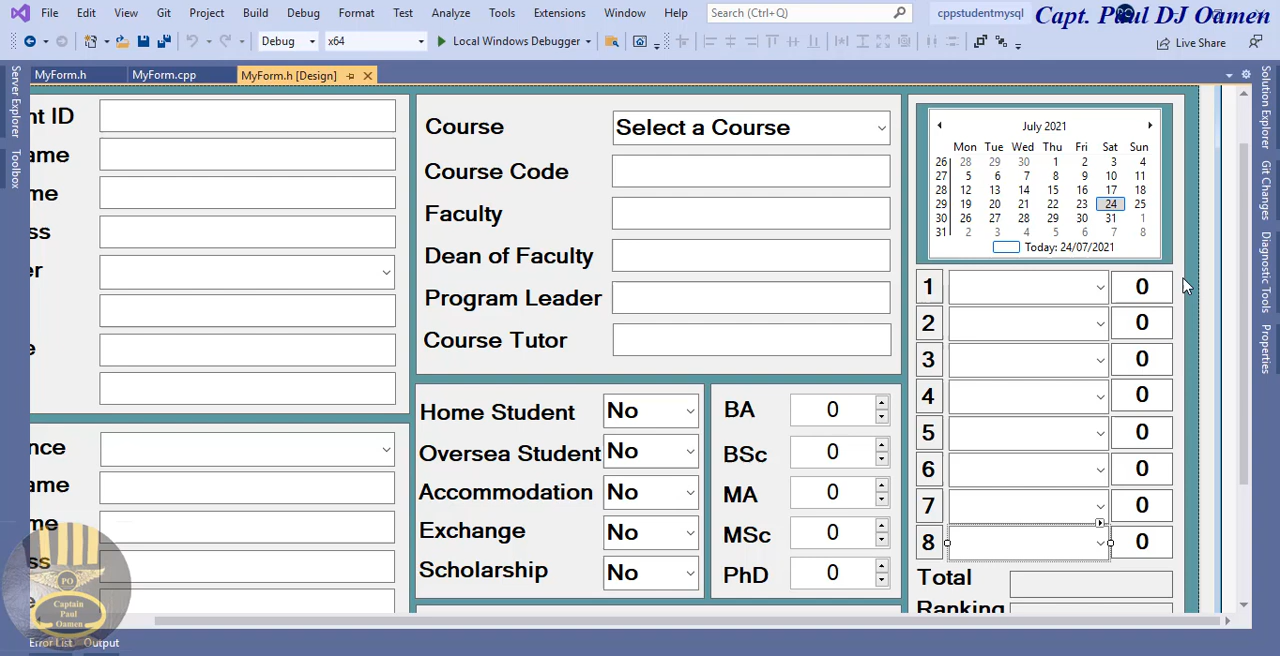 File Edit View Git Project Build Debug Format Test Analyze Tools Extensions Window Help Search (Ctrl+Q) cppstudentmysql
Capt. Paul DJ Oamen
Debug x64 Local Windows Debugger Live Share
MyForm.h MyForm.cpp MyForm.h [Design]
Server Explorer
Toolbox
Solution Explorer
Git Changes
Diagnostic Tools
Properties
nt ID
ame
me
ss
er
e
nce
ame
me
ss
e
Course Select a Course
Course Code
Faculty
Dean of Faculty
Program Leader
Course Tutor
Home Student No
Oversea Student No
Accommodation No
Exchange No
Scholarship No
BA 0
BSc 0
MA 0
MSc 0
PhD 0
July 2021
Mon Tue Wed Thu Fri Sat Sun
26 28 29 30 1 2 3 4
27 5 6 7 8 9 10 11
28 12 13 14 15 16 17 18
29 19 20 21 22 23 24 25
30 26 27 28 29 30 31 1
31 2 3 4 5 6 7 8
Today: 24/07/2021
1 0
2 0
3 0
4 0
5 0
6 0
7 0
8 0
Total
Ranking
PO
Captain
Paul
Oamen
Error List Output